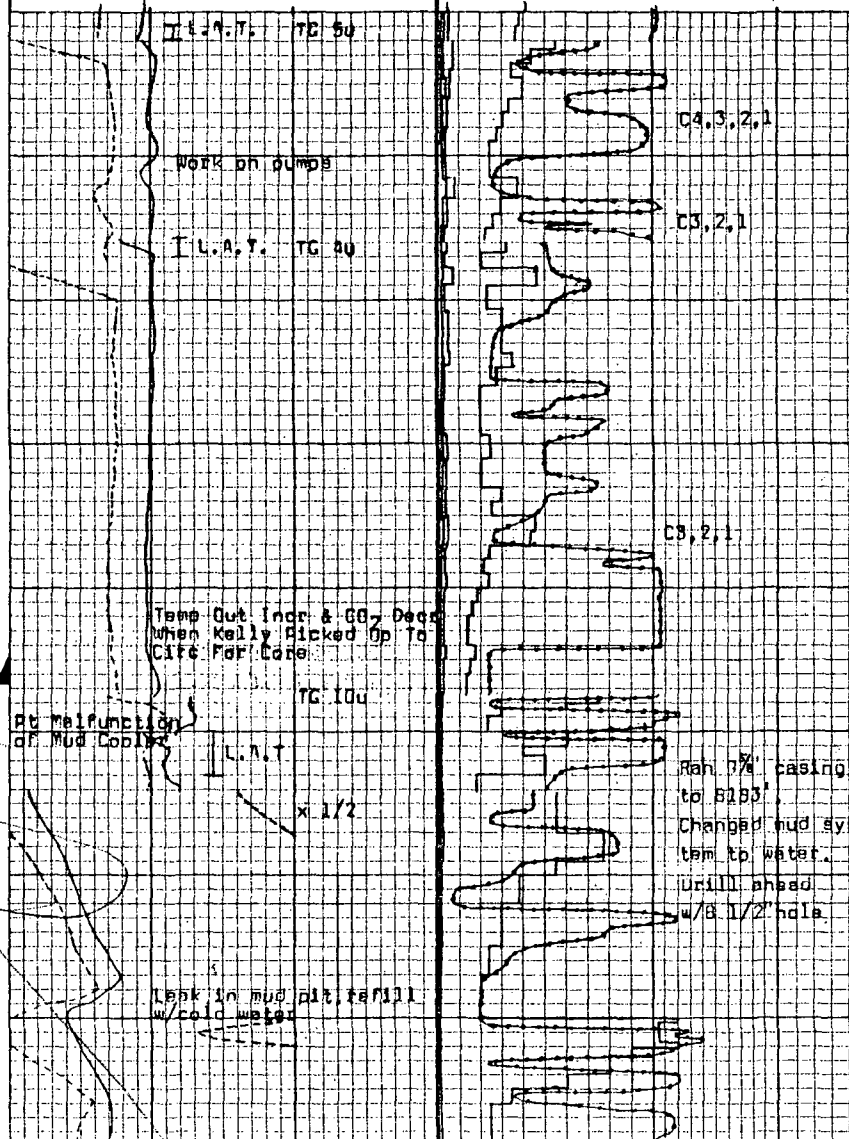 L.A.T. TG 5u
C4,3,2,1
Work on pumps
C3,2,1
L.A.T. TG 4u
C3,2,1
Temp Out Incr & CO2 Decr
When Kelly Picked Up To
Circ For Core
TG 10u
Pt Malfunction
of Mud Cooler
L.A.T
x 1/2
Ran 7⅝" casing
to 8183'.
Changed mud sys
tem to water.
Drill ahead
w/8 1/2" hole
Leak in mud pit, refill
w/cold water